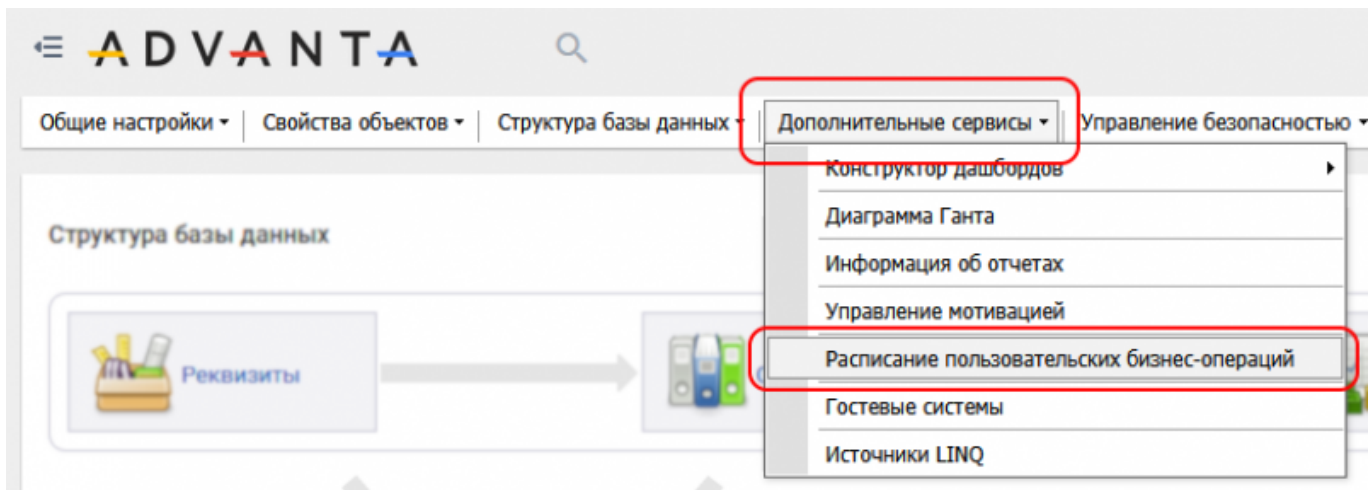 ADVANTA
Общие настройки Свойства объектов Структура базы данных Дополнительные сервисы Управление безопасностью
Конструктор дашбордов
Диаграмма Ганта
Структура базы данных
Информация об отчетах
Управление мотивацией
Расписание пользовательских бизнес-операций
Реквизиты
Гостевые системы
Источники LINQ